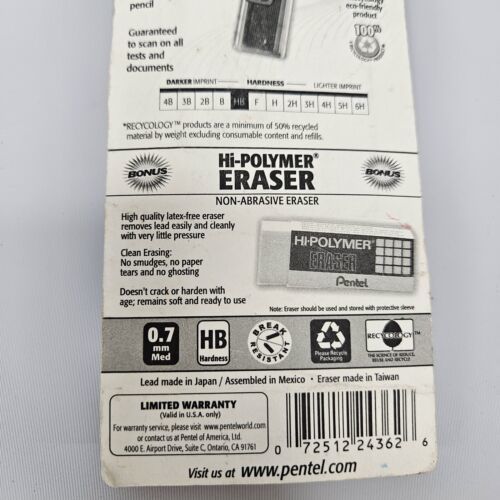 pencil
Guaranteed
to scan on all
tests and
documents
eco-friendly
product
100%
DARKER IMPRINT HARDNESS LIGHTER IMPRINT
4B 3B 2B B HB F H 2H 3H 4H 5H 6H
*RECYCOLOGY™ products are a minimum of 50% recycled
material by weight excluding consumable content and refills.
BONUS
HI-POLYMER®
ERASER
BONUS
NON-ABRASIVE ERASER
High quality latex-free eraser
removes lead easily and cleanly
with very little pressure
Clean Erasing:
No smudges, no paper
tears and no ghosting
Doesn't crack or harden with
age; remains soft and ready to use
HI-POLYMER®
ERASER
Pentel
Note: Eraser should be used and stored with protective sleeve
0.7
mm
Med
HB
Hardness
BREAK
RESISTANT
Please Recycle
Packaging
RECYCOLOGY™
THE SCIENCE OF REDUCE,
REUSE AND RECYCLE
Lead made in Japan / Assembled in Mexico • Eraser made in Taiwan
LIMITED WARRANTY
(Valid in U.S.A. only)
For warranty service, please visit www.pentelworld.com
or contact us at Pentel of America, Ltd.
4000 E. Airport Drive, Suite C, Ontario, CA 91761
0 72512 24362 6
Visit us at www.pentel.com